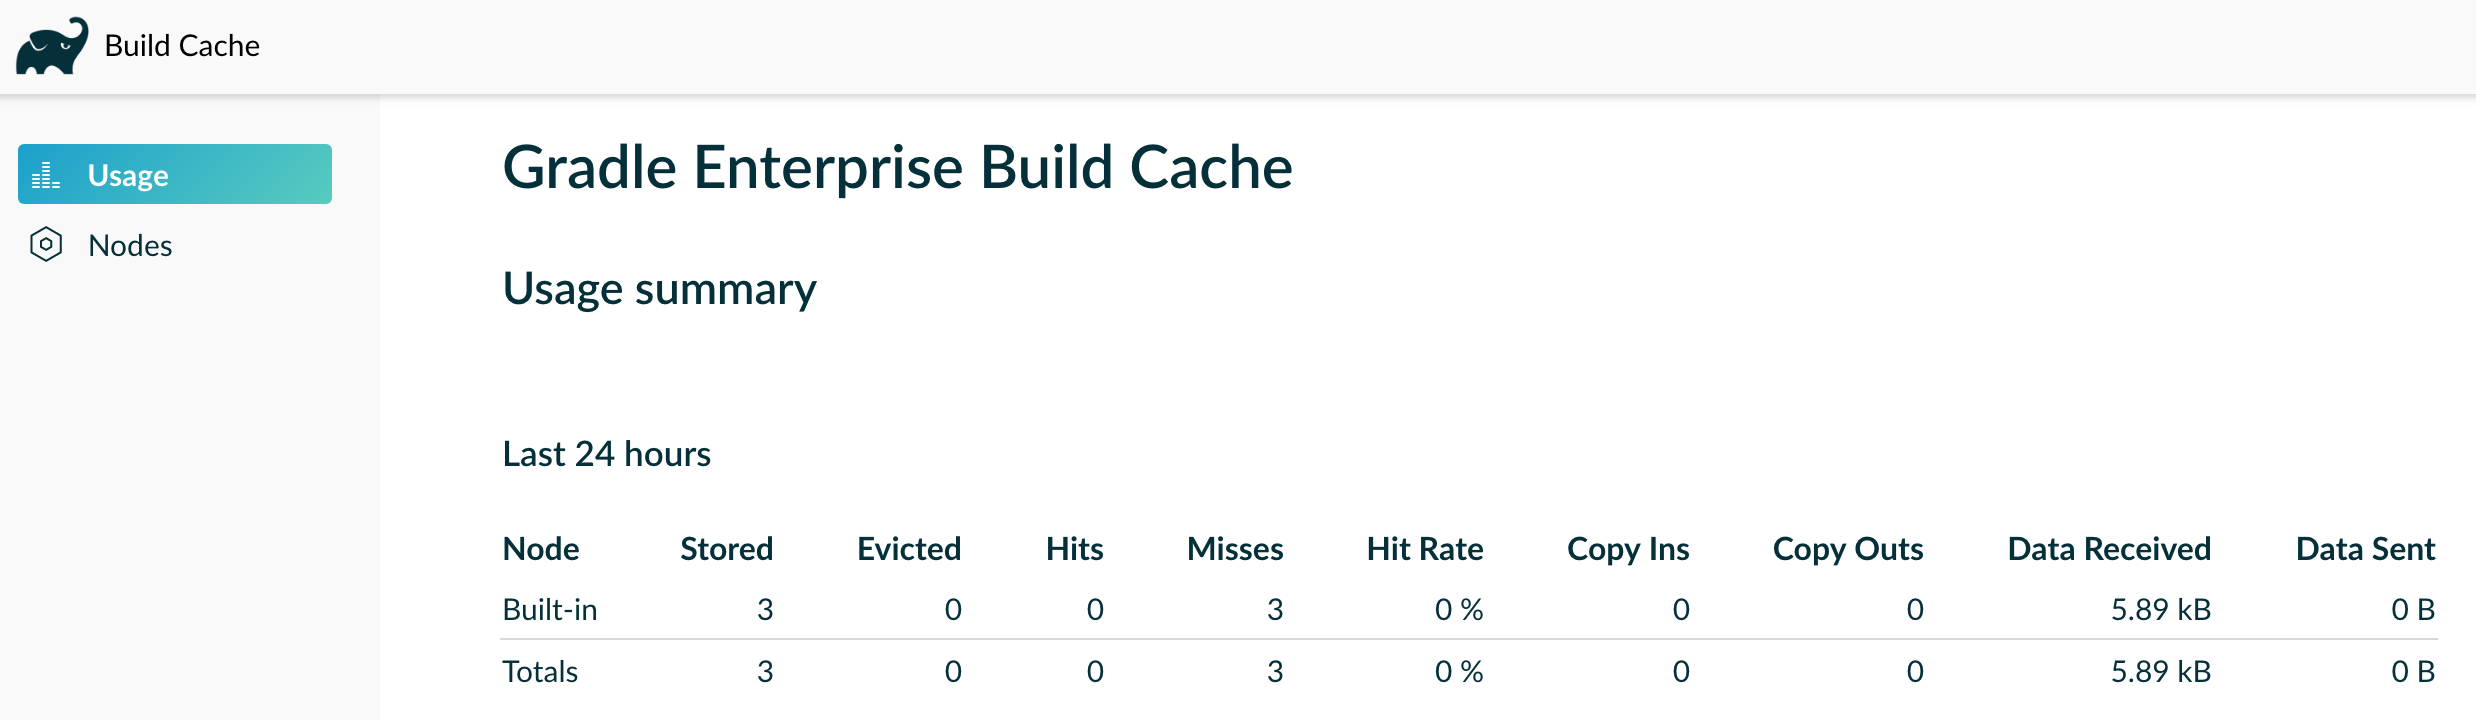 Build Cache
Usage
Nodes
Gradle Enterprise Build Cache
Usage summary
Last 24 hours
Node Stored Evicted Hits Misses Hit Rate Copy Ins Copy Outs Data Received Data Sent
Built-in 3 0 0 3 0 % 0 0 5.89 kB 0 B
Totals 3 0 0 3 0 % 0 0 5.89 kB 0 B